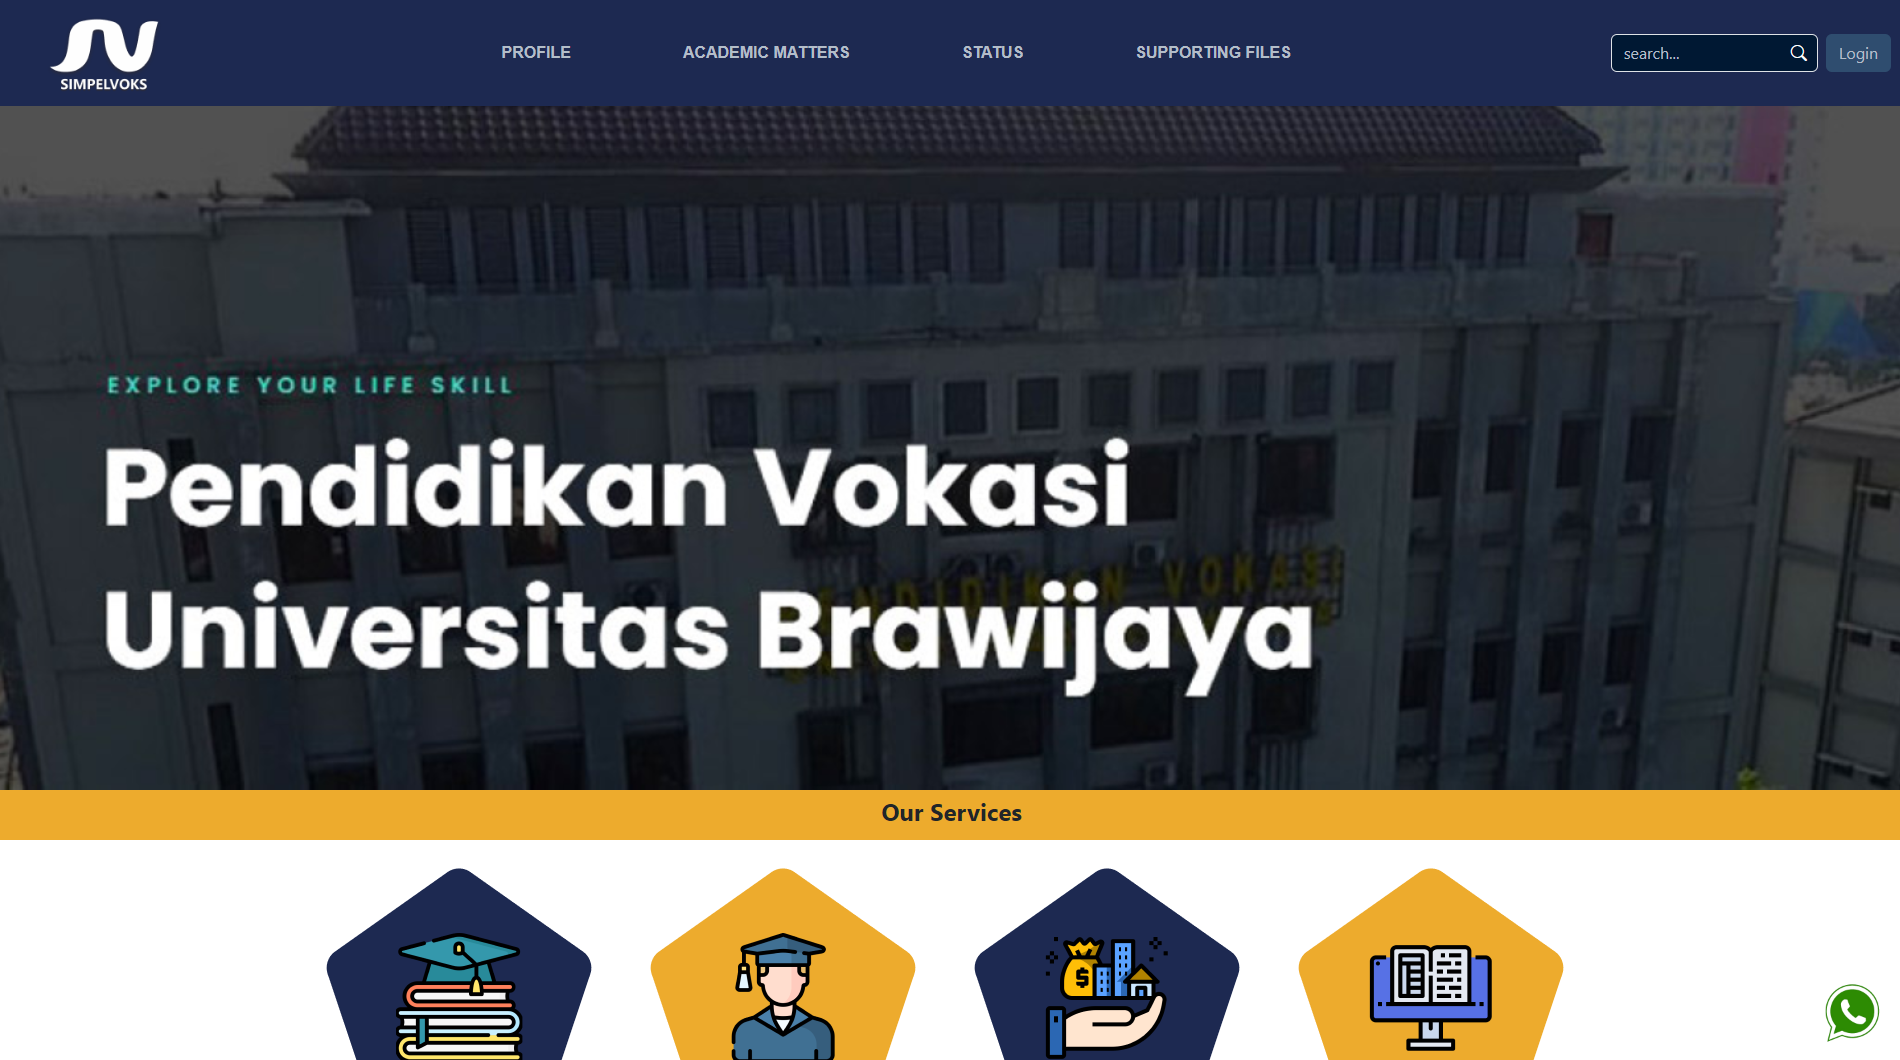 SIMPELVOKS
PROFILE
ACADEMIC MATTERS
STATUS
SUPPORTING FILES
search...
Login
EXPLORE YOUR LIFE SKILL
Pendidikan Vokasi
Universitas Brawijaya
Our Services